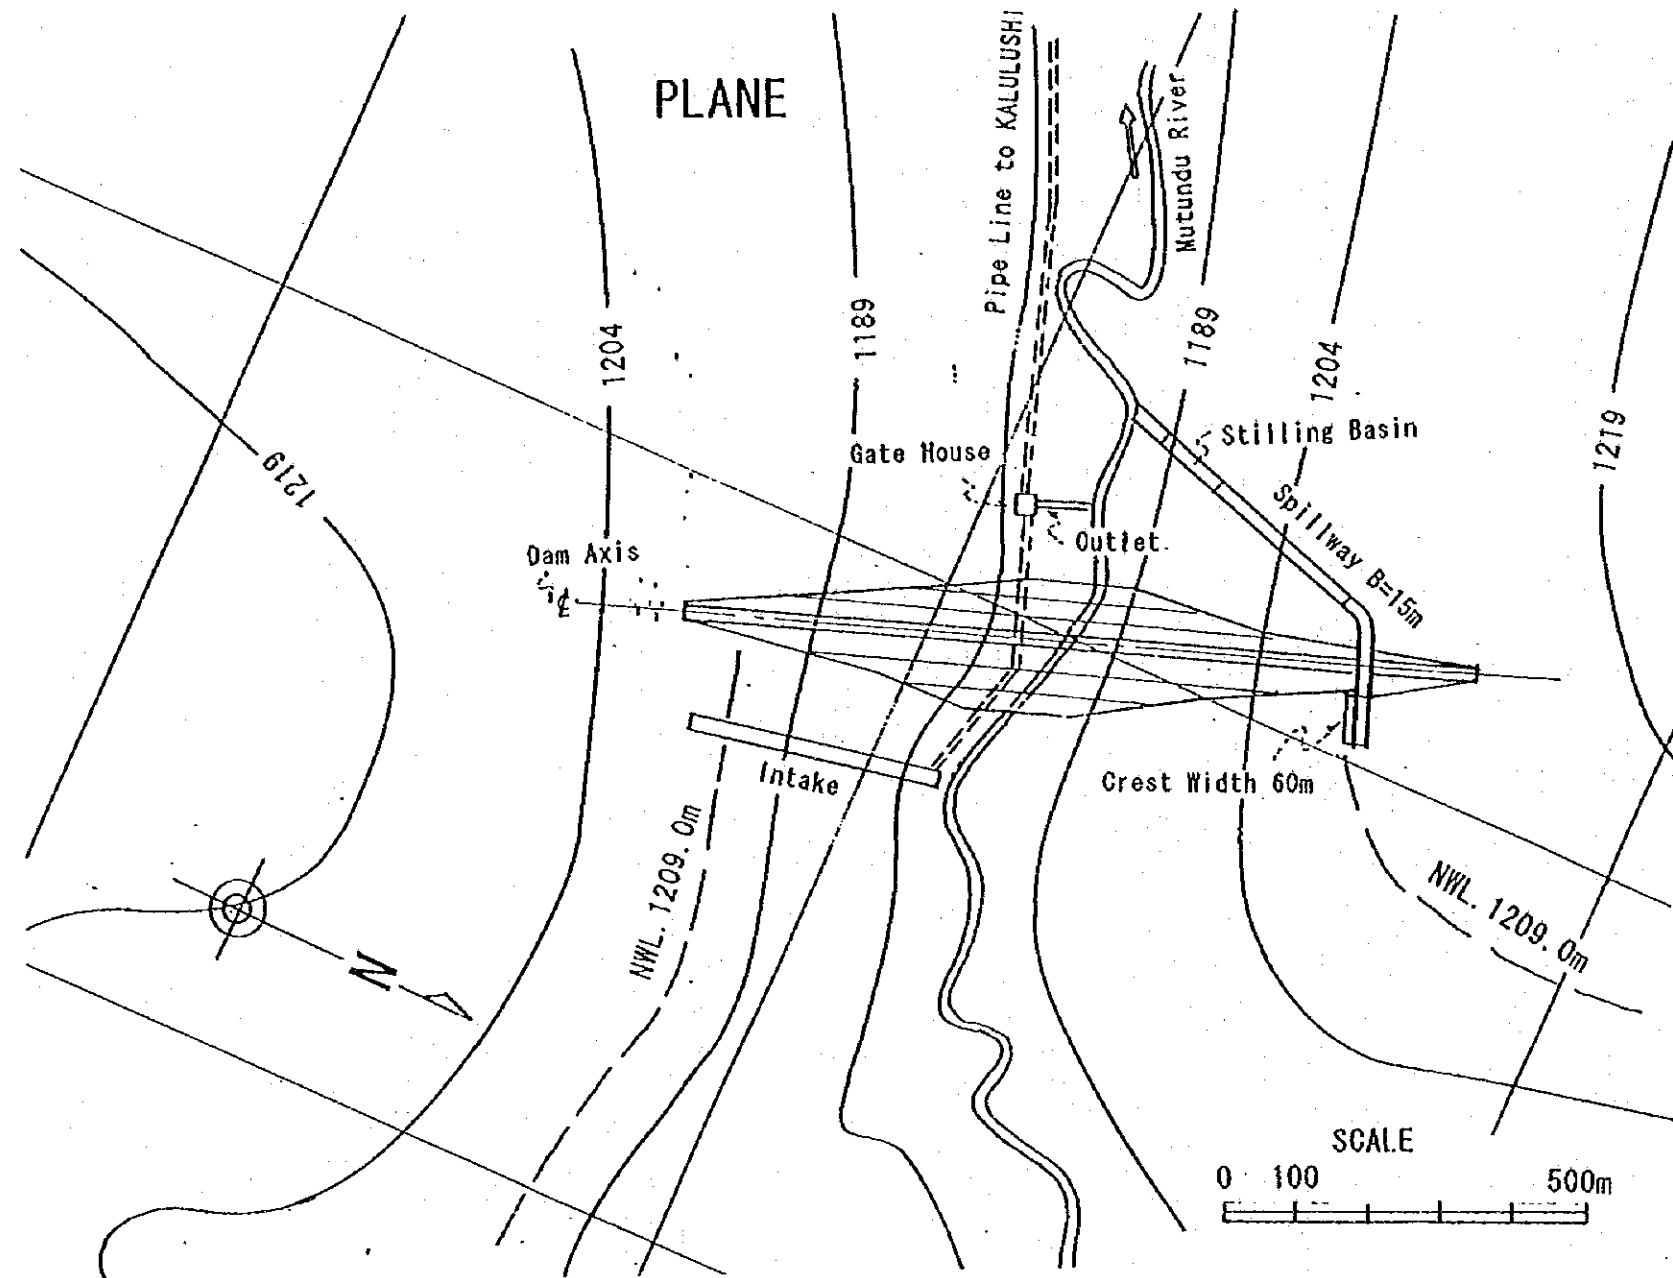 PLANE
Pipe Line to KALULUSHI
Mutundu River
1204
1189
1189
1204
1219
1219
Gate House
Stilling Basin
Spillway B=15m
Outlet
Dam Axis
Intake
Crest Width 60m
NWL. 1209.0m
NWL. 1209.0m
N
SCALE
0 100 500m